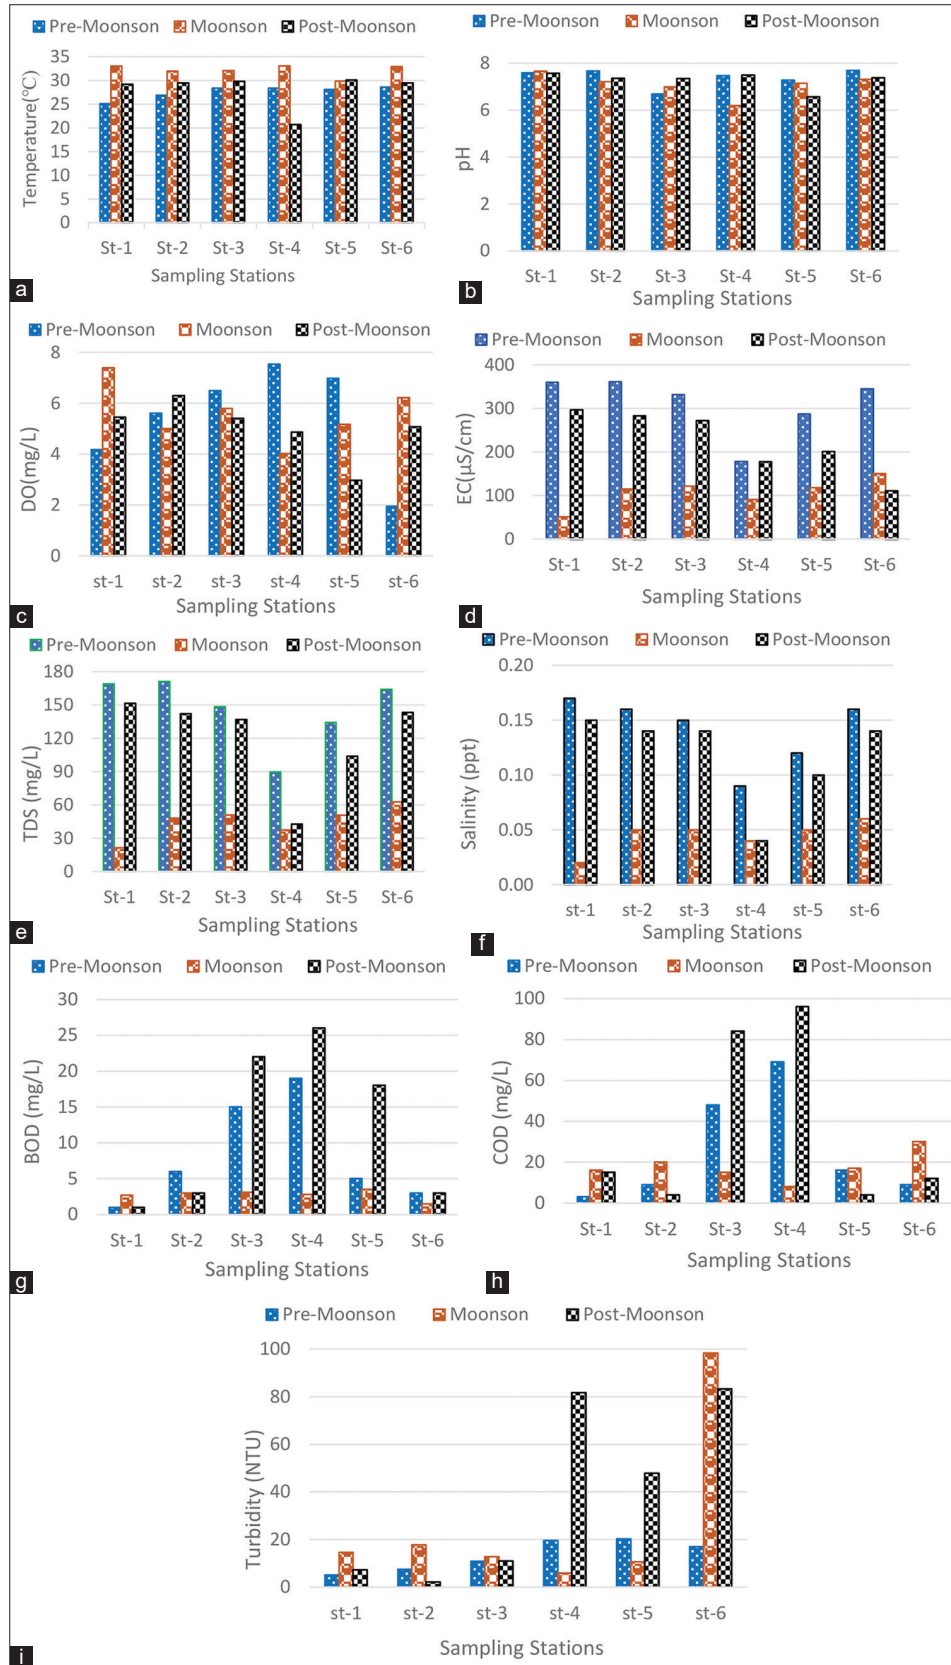 Pre-Moonson Moonson Post-Moonson
35
30
25
20
15
10
5
0
Temperature(°C)
St-1 St-2 St-3 St-4 St-5 St-6
Sampling Stations
a
Pre-Moonson Moonson Post-Moonson
8
6
4
2
0
pH
St-1 St-2 St-3 St-4 St-5 St-6
Sampling Stations
b
Pre-Moonson Moonson Post-Moonson
8
6
4
2
0
DO(mg/L)
st-1 st-2 st-3 st-4 st-5 st-6
Sampling Stations
c
Pre-Moonson Moonson Post-Moonson
400
300
200
100
0
EC(µS/cm)
St-1 St-2 St-3 St-4 St-5 St-6
Sampling Stations
d
Pre-Moonson Moonson Post-Moonson
180
150
120
90
60
30
0
TDS (mg/L)
St-1 St-2 St-3 St-4 St-5 St-6
Sampling Stations
e
Pre-Moonson Moonson Post-Moonson
0.20
0.15
0.10
0.05
0.00
Salinity (ppt)
st-1 st-2 st-3 st-4 st-5 st-6
Sampling Stations
f
Pre-Moonson Moonson Post-Moonson
30
25
20
15
10
5
0
BOD (mg/L)
St-1 St-2 St-3 St-4 St-5 St-6
Sampling Stations
g
Pre-Moonson Moonson Post-Moonson
100
80
60
40
20
0
COD (mg/L)
St-1 St-2 St-3 St-4 St-5 St-6
Sampling Stations
h
Pre-Moonson Moonson Post-Moonson
100
80
60
40
20
0
Turbidity (NTU)
st-1 st-2 st-3 st-4 st-5 st-6
Sampling Stations
i